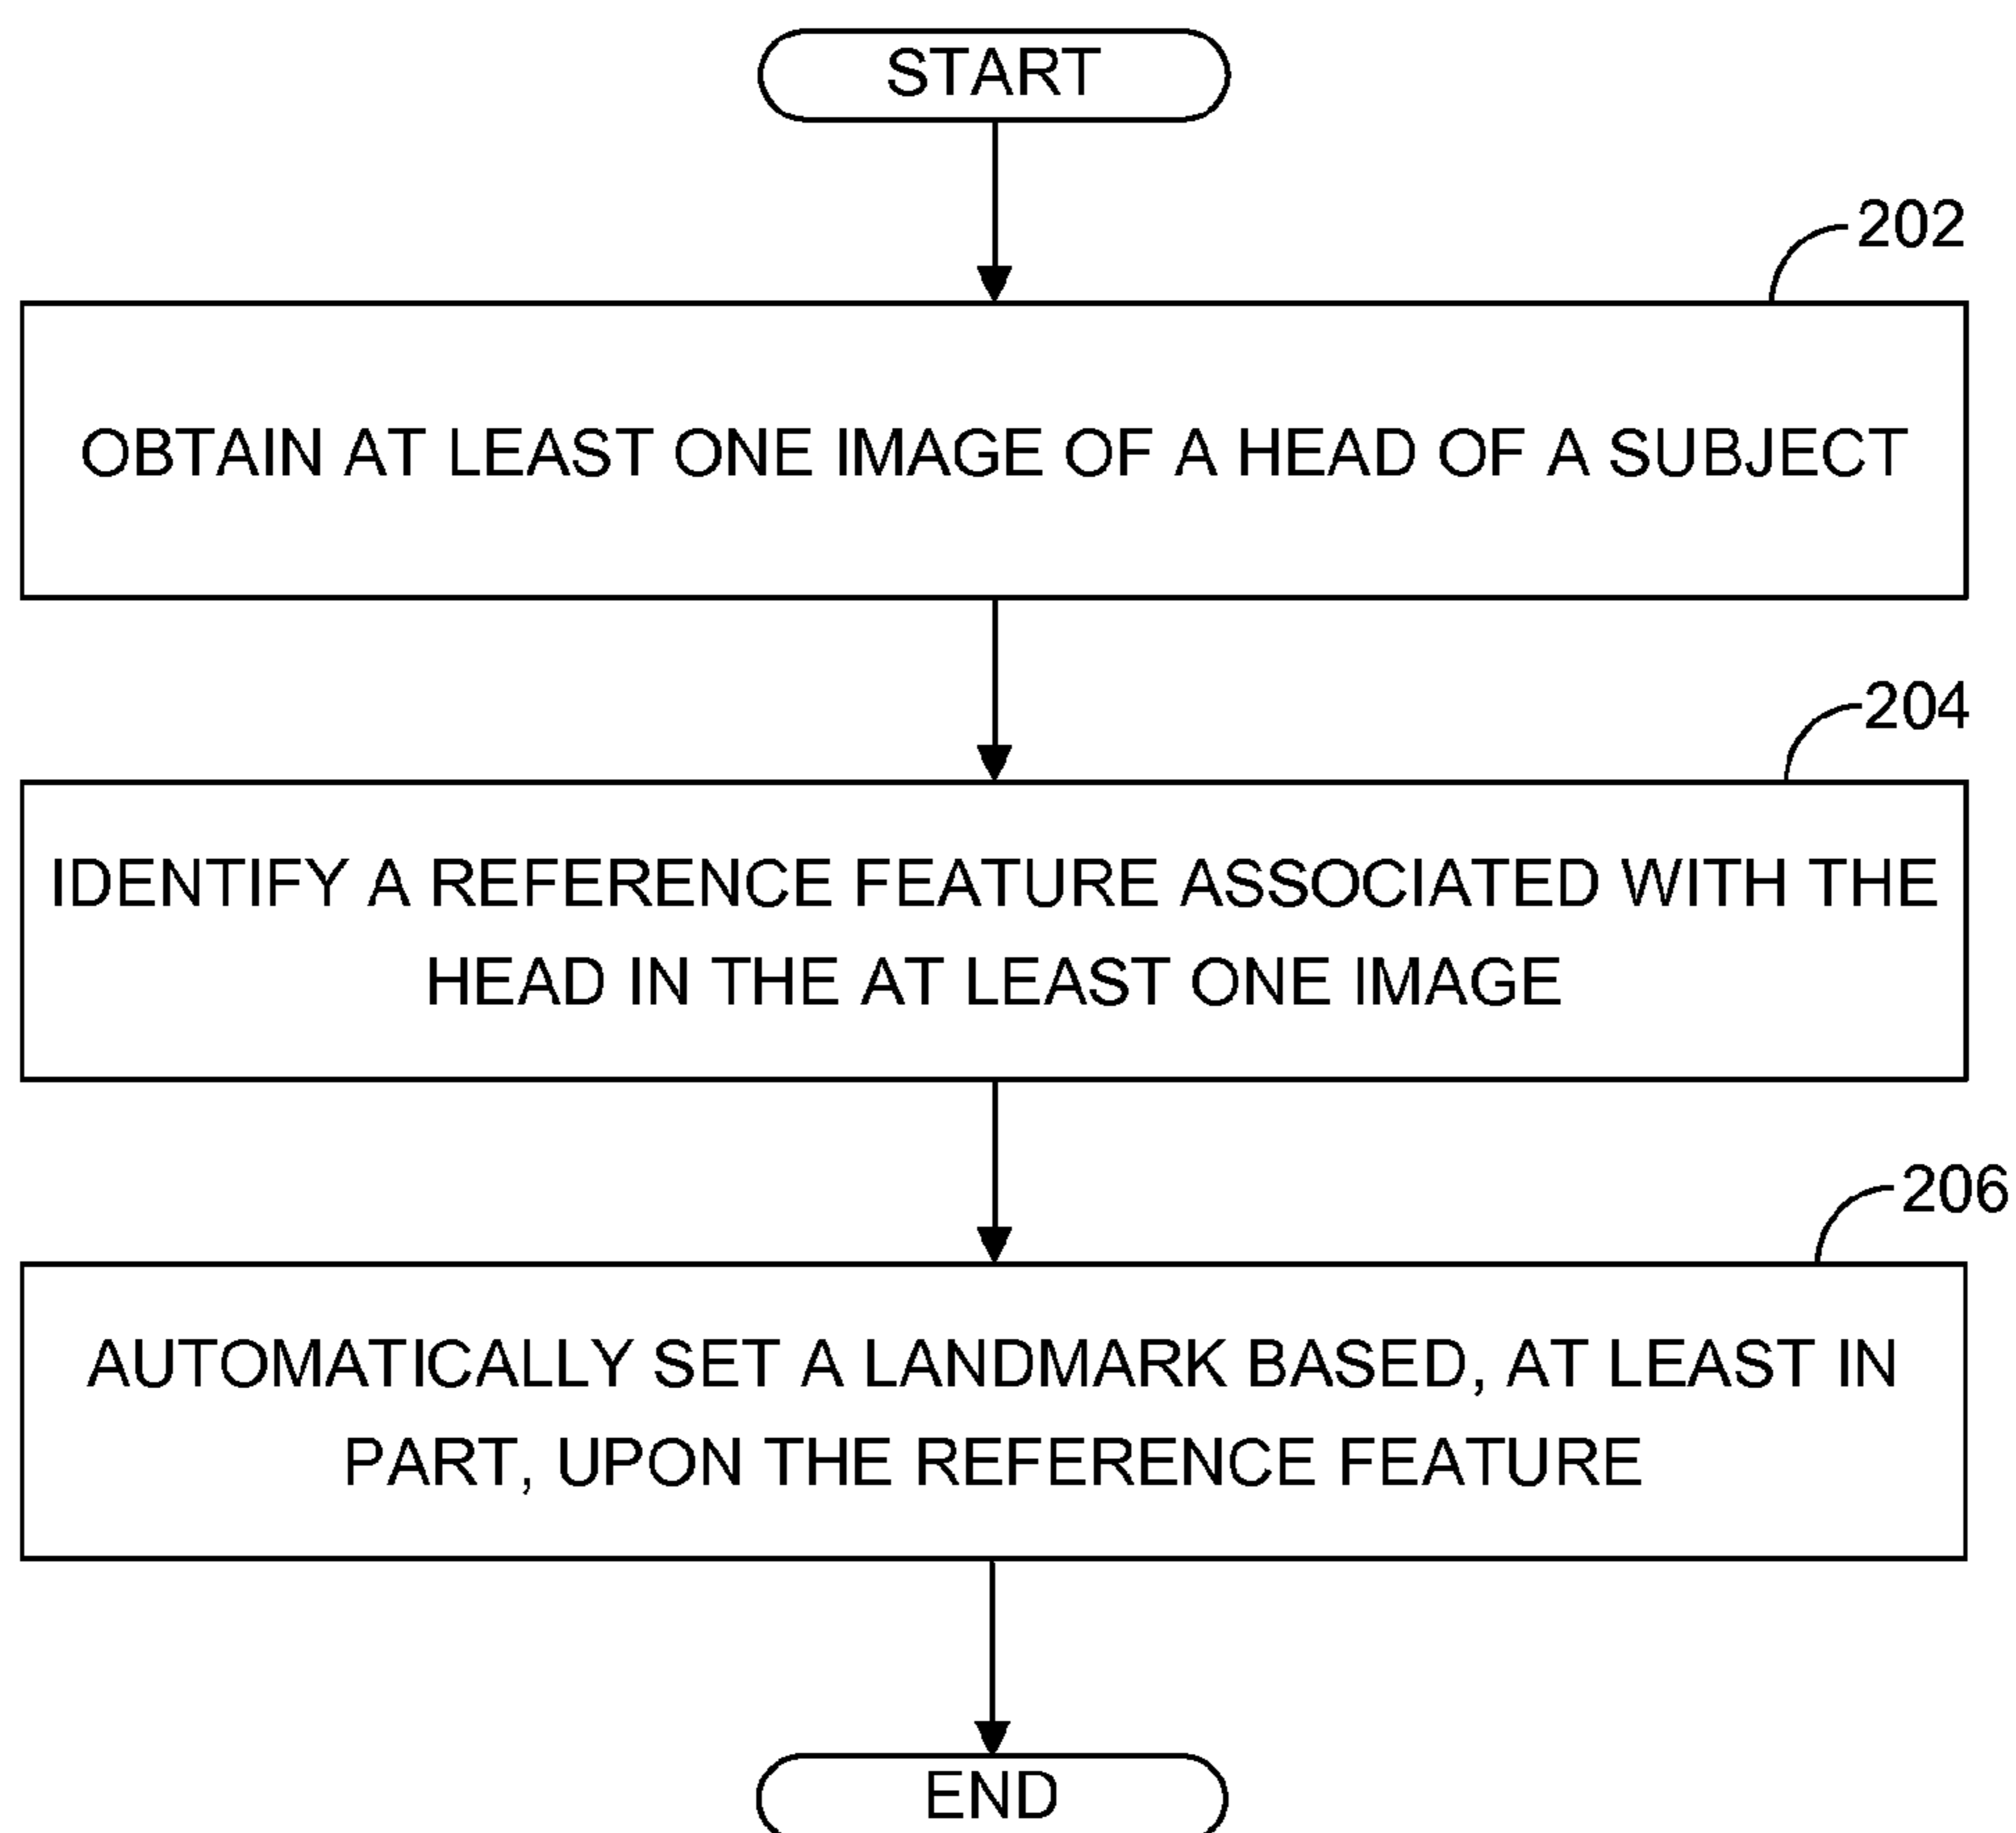 START
202
OBTAIN AT LEAST ONE IMAGE OF A HEAD OF A SUBJECT
204
IDENTIFY A REFERENCE FEATURE ASSOCIATED WITH THE
HEAD IN THE AT LEAST ONE IMAGE
206
AUTOMATICALLY SET A LANDMARK BASED, AT LEAST IN
PART, UPON THE REFERENCE FEATURE
END